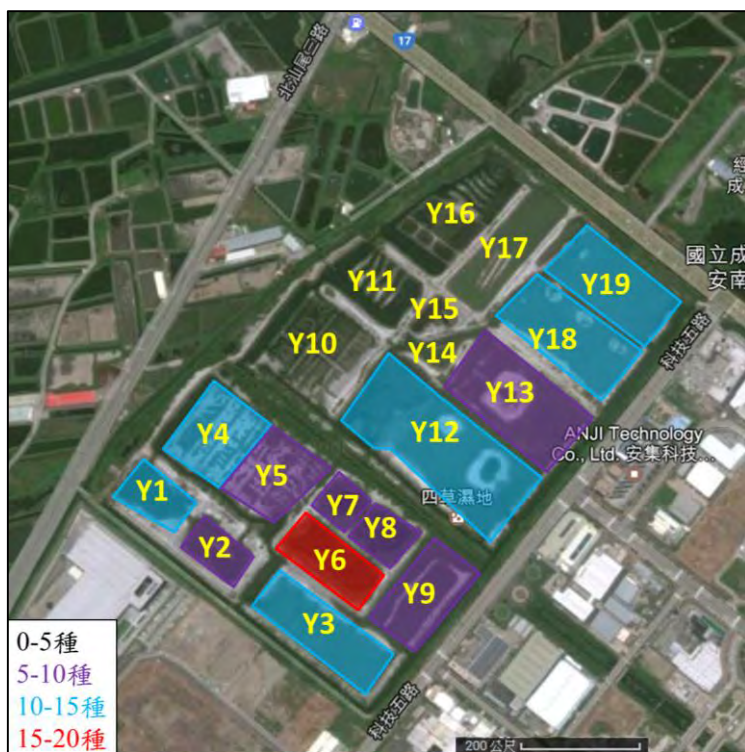 17
北汕尾三路
Y16
Y17
經
成
國立成
安南
Y19
Y11
Y15
Y18
科技五路
Y10
Y14
Y13
Y12
ANJI Technology
Co., Ltd. 安集科技...
Y4
Y5
四草濕地
Y1
Y7
Y8
Y2
Y6
Y9
Y3
0-5種
5-10種
10-15種
15-20種
科技五路
200 公尺